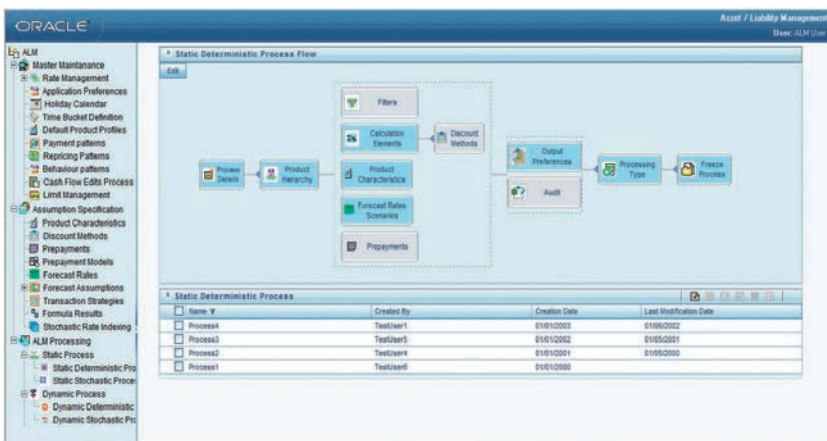 ORACLE
Asset / Liability Management
User: ALM User
ALM
Master Maintanance
Rate Management
Application Preferences
Holiday Calendar
Time Bucket Definition
Default Product Profiles
Payment patterns
Repricing Patterns
Behaviour patterns
Cash Flow Edits Process
Limit Management
Assumption Specification
Product Characteristics
Discount Methods
Prepayments
Prepayment Models
Forecast Rates
Forecast Assumptions
Transaction Strategies
Formula Results
Stochastic Rate Indexing
ALM Processing
Static Process
Static Deterministic Pro
Static Stochastic Proce
Dynamic Process
Dynamic Deterministic
Dynamic Stochastic Pro
Static Deterministic Process Flow
Edit
Process Details
Product Hierarchy
Filters
Calculation Elements
Discount Methods
Product Characteristics
Forecast Rates Scenarios
Prepayments
Output Preferences
Audit
Processing Type
Freeze Process
Static Deterministic Process
Name Created By Creation Date Last Modification Date
Process4 TestUser1 01/01/2003 01/06/2002
Process3 TestUser5 01/01/2002 01/05/2001
Process2 TestUser4 01/01/2001 01/05/2000
Process1 TestUser6 01/01/2000